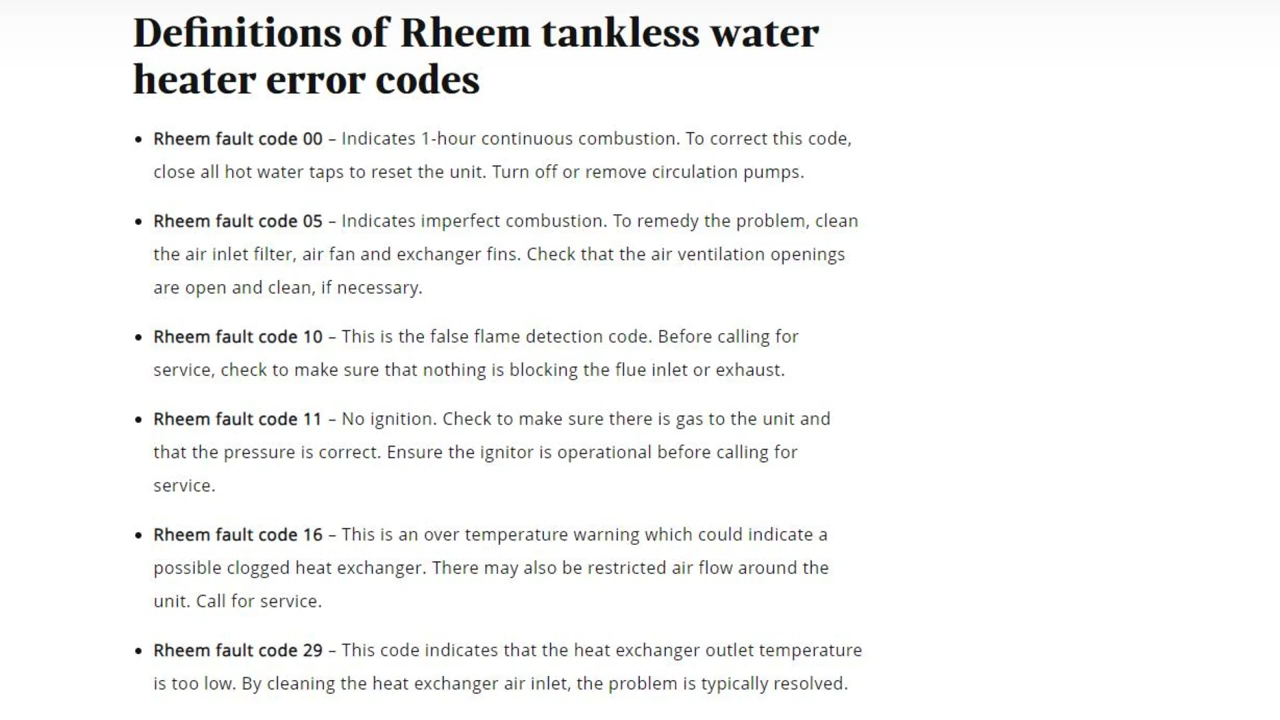 Definitions of Rheem tankless water
heater error codes
• Rheem fault code 00 – Indicates 1-hour continuous combustion. To correct this code,
close all hot water taps to reset the unit. Turn off or remove circulation pumps.
• Rheem fault code 05 – Indicates imperfect combustion. To remedy the problem, clean
the air inlet filter, air fan and exchanger fins. Check that the air ventilation openings
are open and clean, if necessary.
• Rheem fault code 10 – This is the false flame detection code. Before calling for
service, check to make sure that nothing is blocking the flue inlet or exhaust.
• Rheem fault code 11 – No ignition. Check to make sure there is gas to the unit and
that the pressure is correct. Ensure the ignitor is operational before calling for
service.
• Rheem fault code 16 – This is an over temperature warning which could indicate a
possible clogged heat exchanger. There may also be restricted air flow around the
unit. Call for service.
• Rheem fault code 29 – This code indicates that the heat exchanger outlet temperature
is too low. By cleaning the heat exchanger air inlet, the problem is typically resolved.